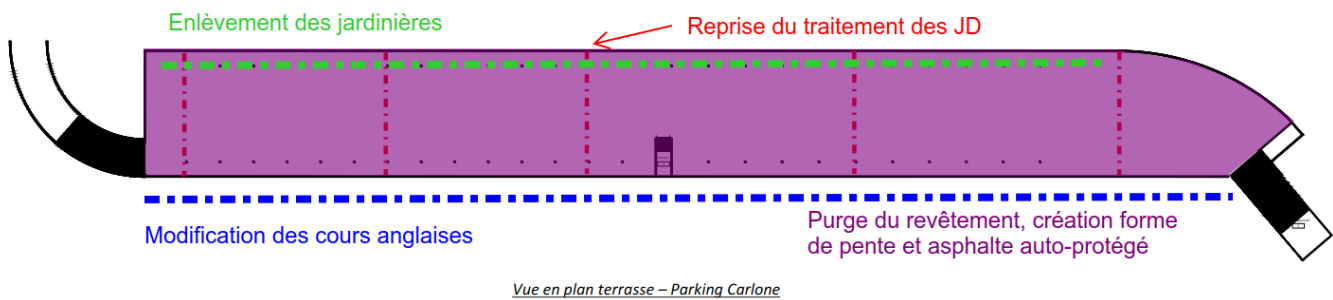 Enlèvement des jardinières
Reprise du traitement des JD
Modification des cours anglaises
Purge du revêtement, création forme
de pente et asphalte auto-protégé
Vue en plan terrasse – Parking Carlone